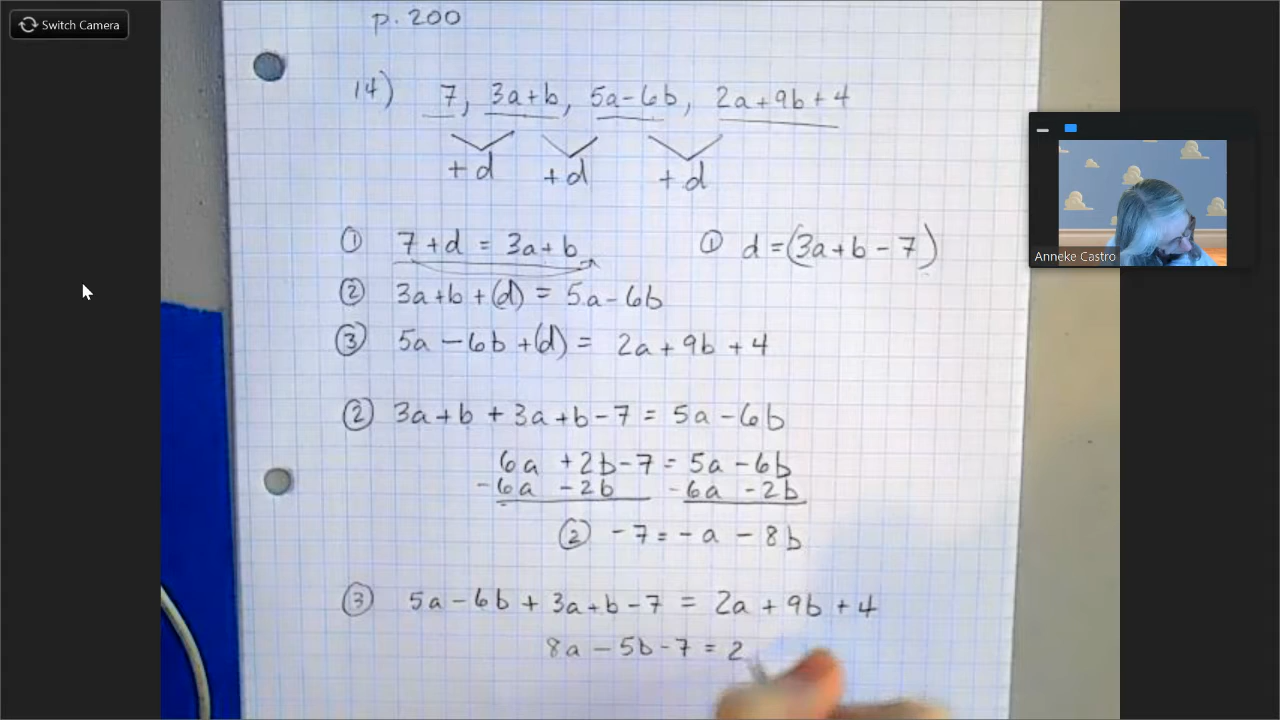 Switch Camera
p. 200
14) 7, 3a+b, 5a-6b, 2a+9b+4
+d +d +d
① 7+d = 3a+b ① d=(3a+b-7)
② 3a+b+(d) = 5a-6b
③ 5a-6b+(d) = 2a+9b+4
② 3a+b+3a+b-7 = 5a-6b
6a +2b-7 = 5a-6b
-6a -2b -6a -2b
② -7 = -a - 8b
③ 5a-6b+3a+b-7 = 2a+9b+4
8a-5b-7 = 2
Anneke Castro